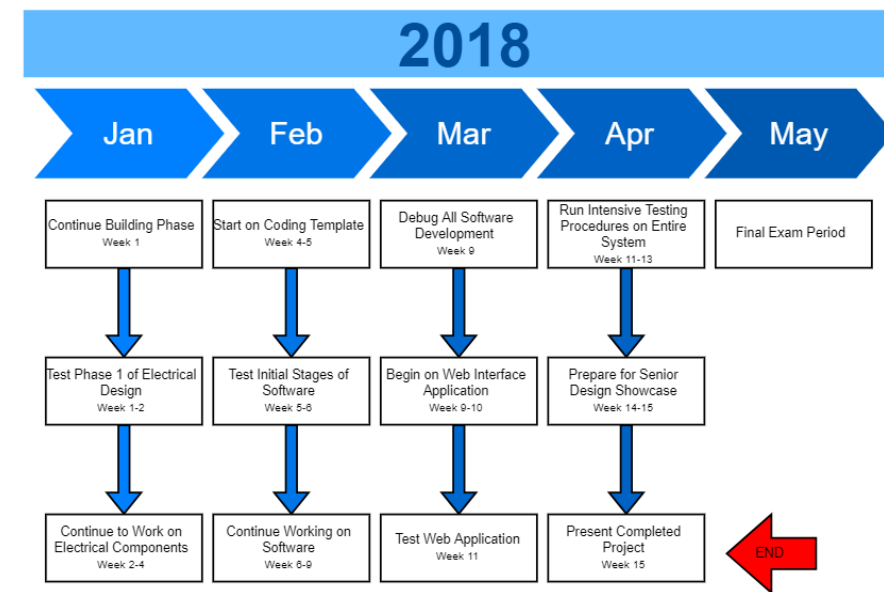 2018
Jan
Feb
Mar
Apr
May
Continue Building Phase
Week 1
Start on Coding Template
Week 4-5
Debug All Software
Development
Week 9
Run Intensive Testing
Procedures on Entire
System
Week 11-13
Final Exam Period
Test Phase 1 of Electrical
Design
Week 1-2
Test Initial Stages of
Software
Week 5-6
Begin on Web Interface
Application
Week 9-10
Prepare for Senior
Design Showcase
Week 14-15
Continue to Work on
Electrical Components
Week 2-4
Continue Working on
Software
Week 6-9
Test Web Application
Week 11
Present Completed
Project
Week 15
END